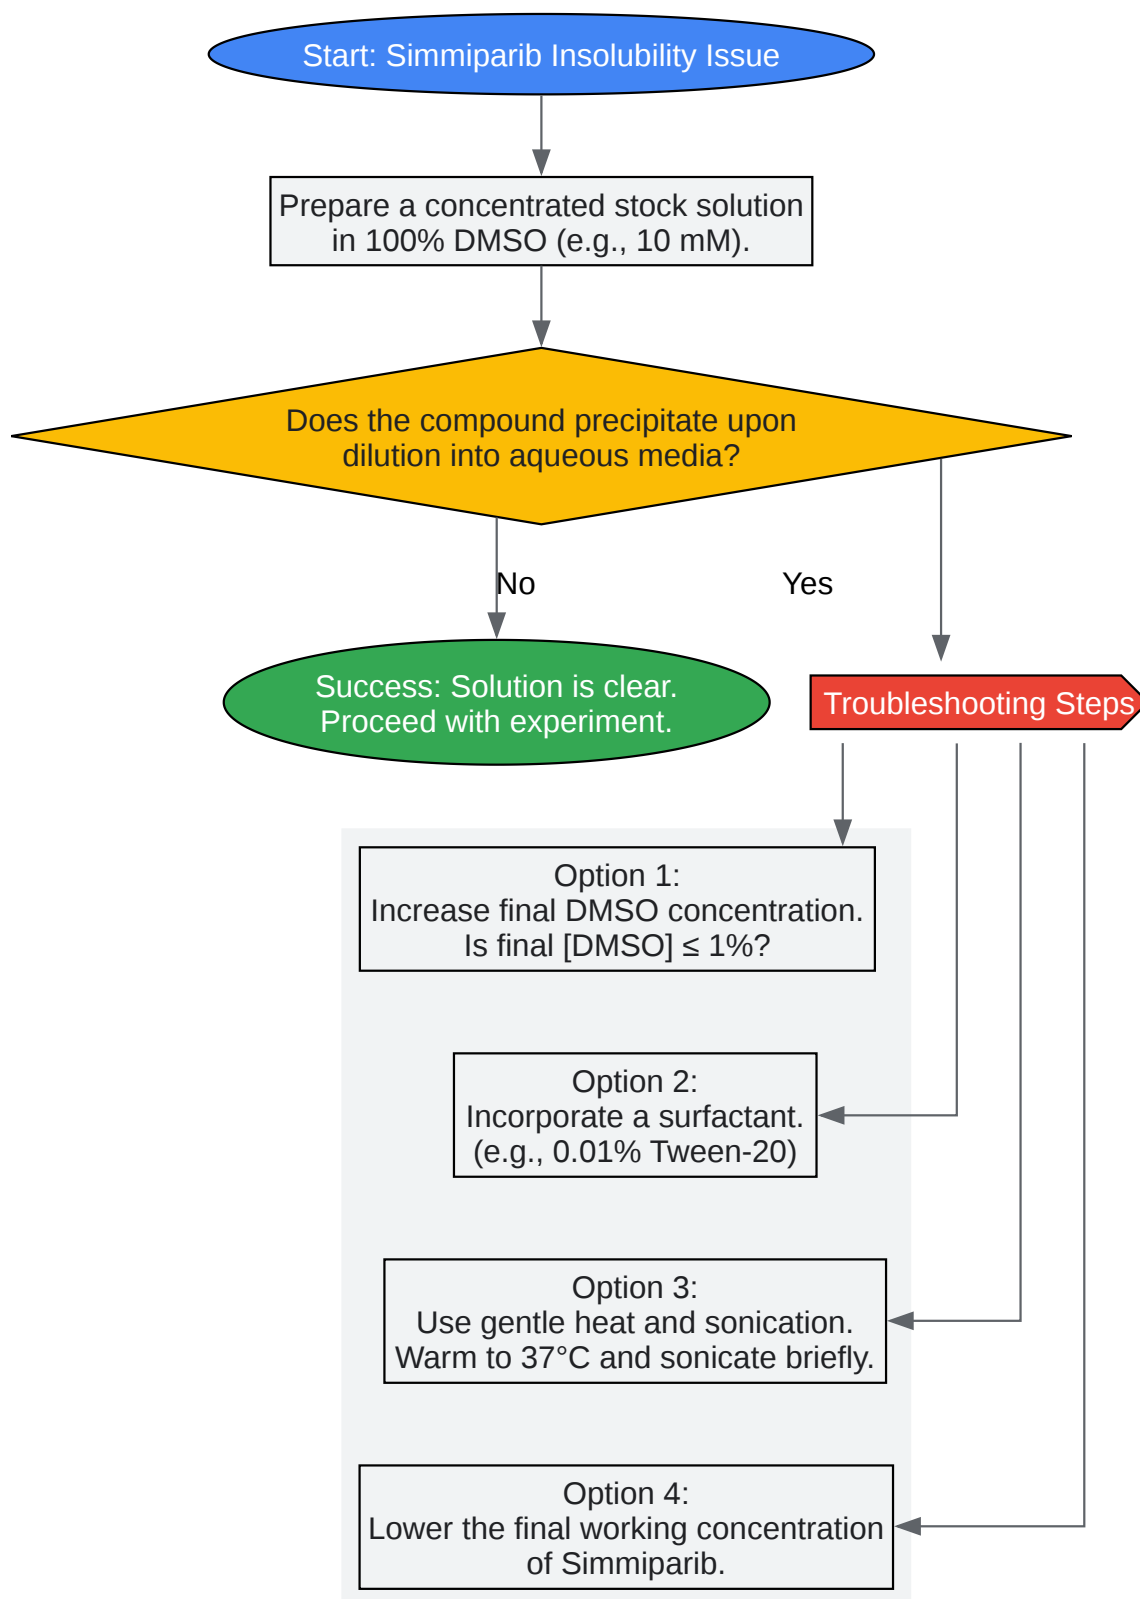 Start: Simmiparib Insolubility Issue
Prepare a concentrated stock solution
in 100% DMSO (e.g., 10 mM).
Does the compound precipitate upon
dilution into aqueous media?
No
Yes
Success: Solution is clear.
Proceed with experiment.
Troubleshooting Steps
Option 1:
Increase final DMSO concentration.
Is final [DMSO] ≤ 1%?
Option 2:
Incorporate a surfactant.
(e.g., 0.01% Tween-20)
Option 3:
Use gentle heat and sonication.
Warm to 37°C and sonicate briefly.
Option 4:
Lower the final working concentration
of Simmiparib.